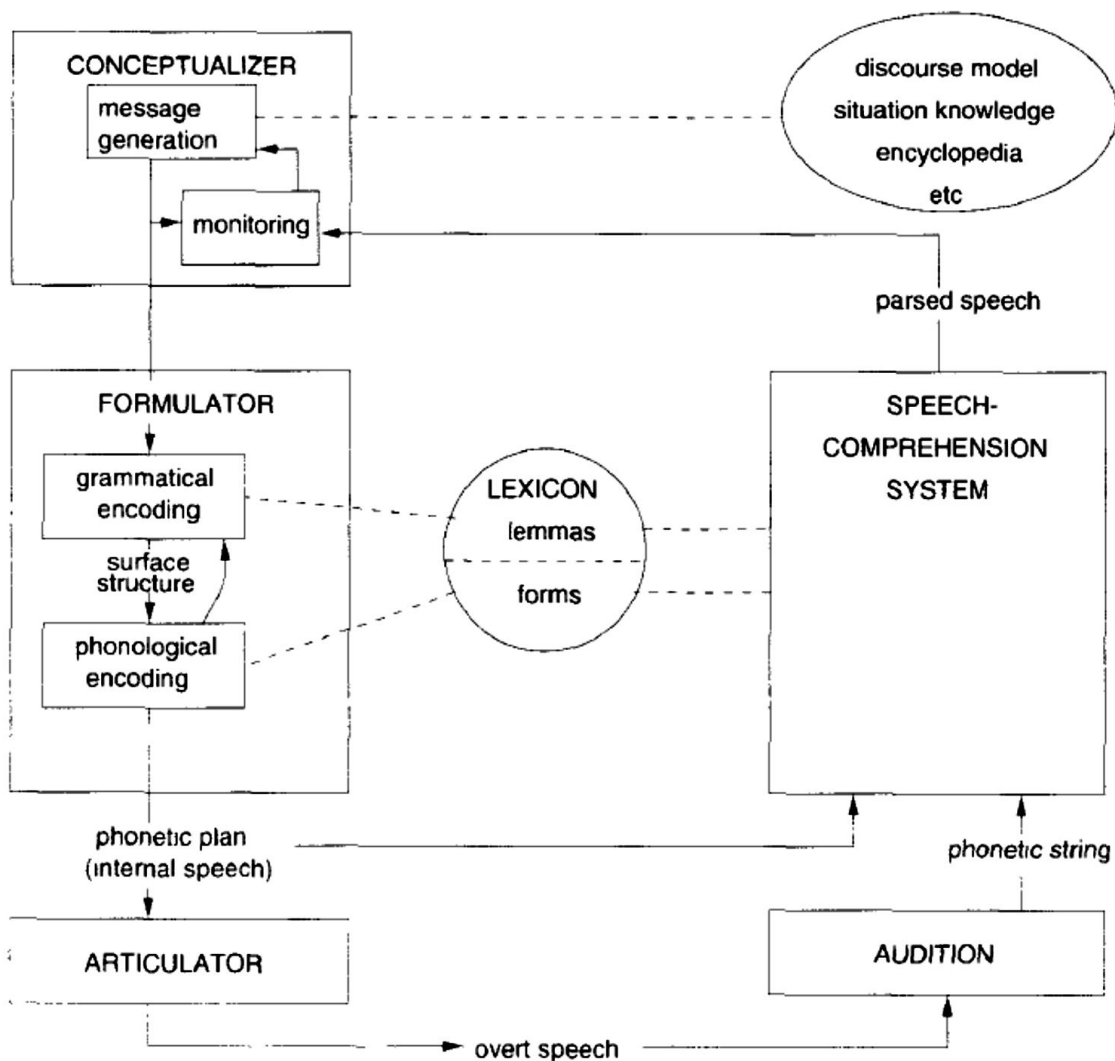 CONCEPTUALIZER
message
generation
monitoring
discourse model
situation knowledge
encyclopedia
etc
parsed speech
FORMULATOR
grammatical
encoding
surface
structure
phonological
encoding
LEXICON
lemmas
forms
SPEECH-
COMPREHENSION
SYSTEM
phonetic plan
(internal speech)
phonetic string
ARTICULATOR
AUDITION
overt speech